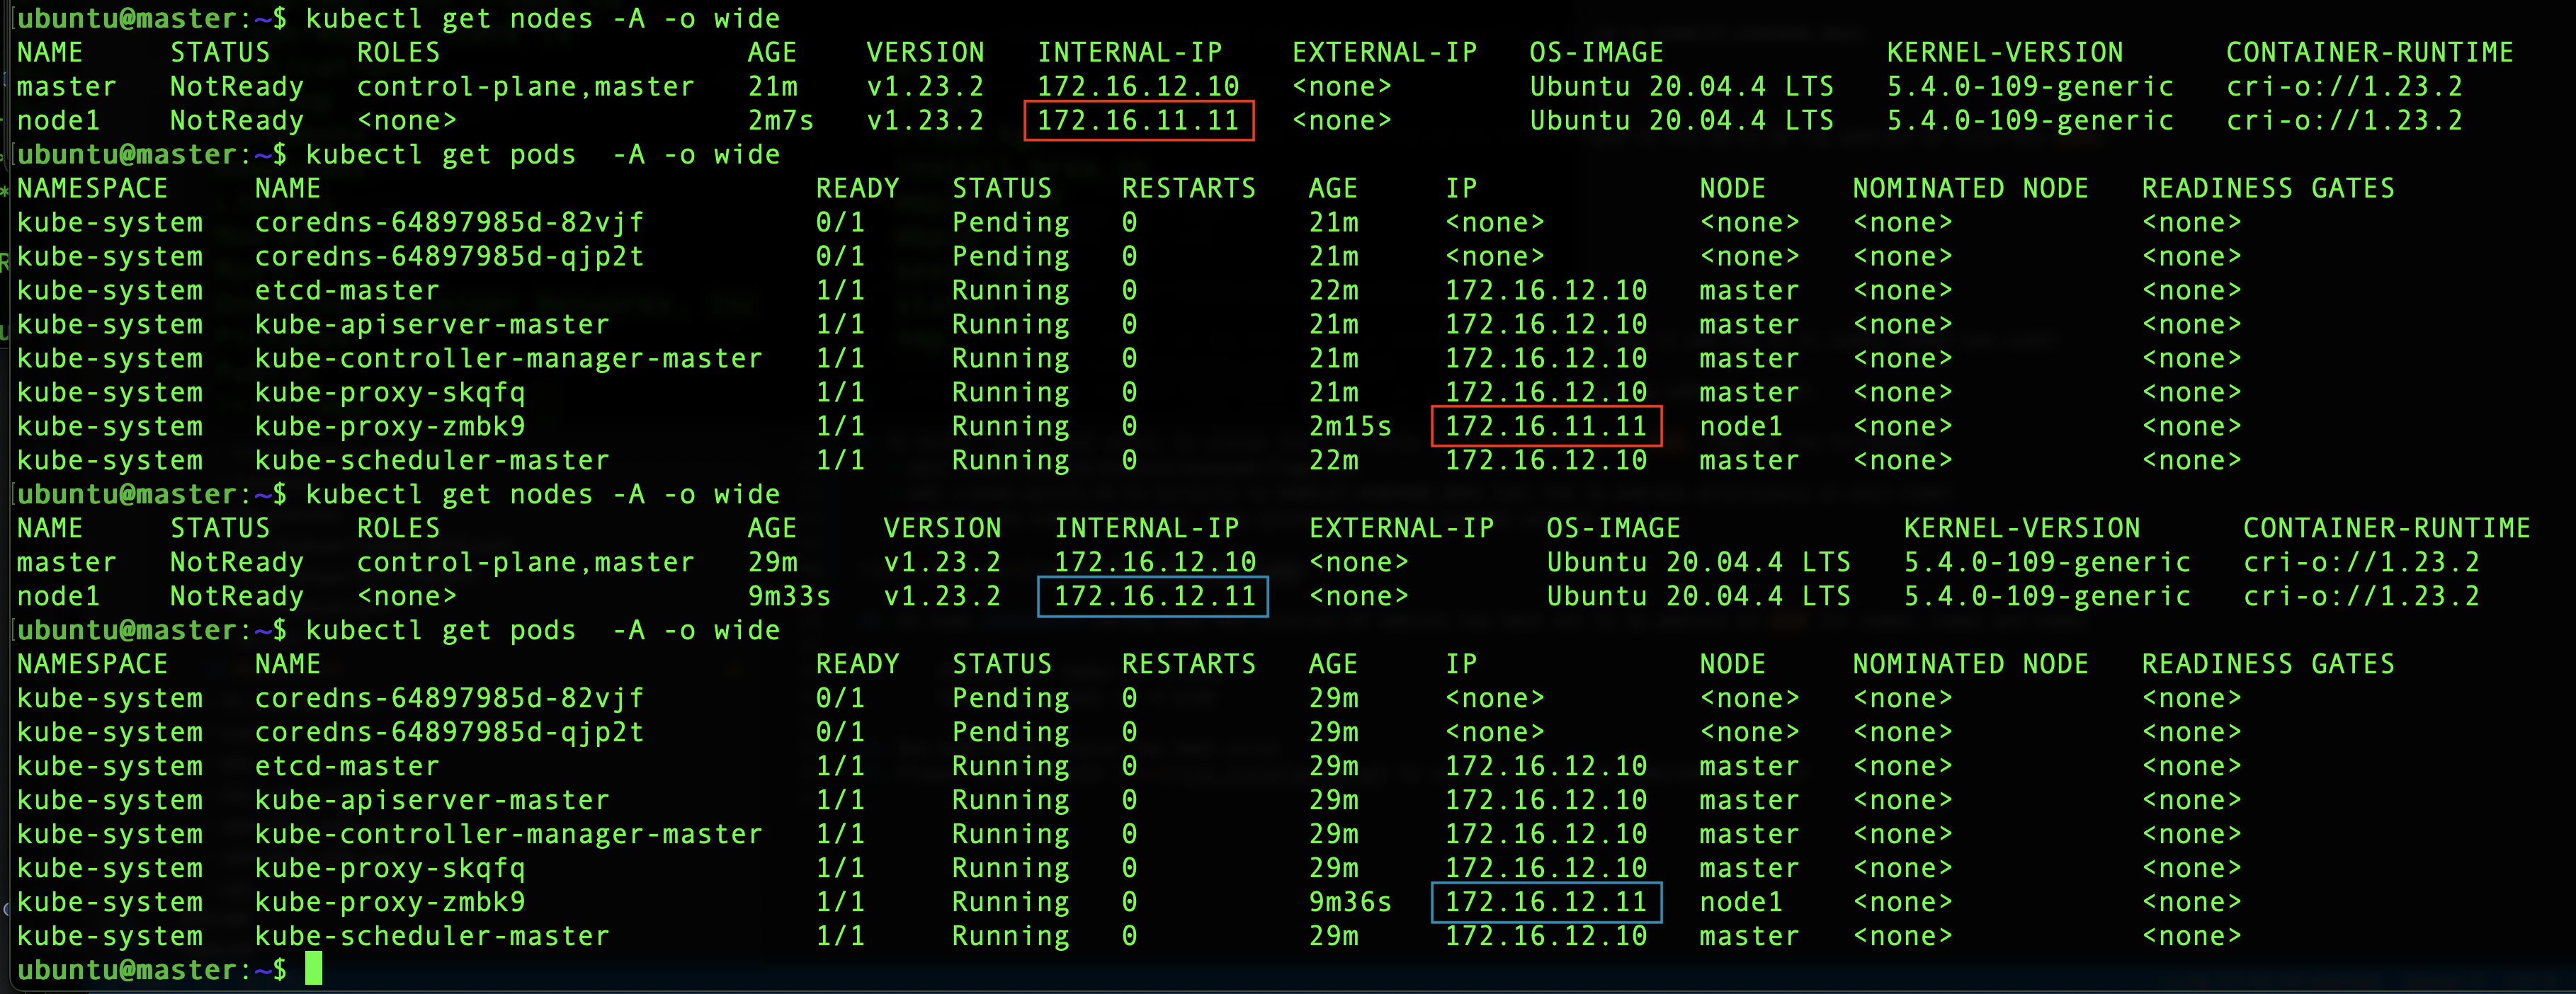 ubuntu@master:~$ kubectl get nodes -A -o wide
NAME STATUS ROLES AGE VERSION INTERNAL-IP EXTERNAL-IP OS-IMAGE KERNEL-VERSION CONTAINER-RUNTIME
master NotReady control-plane,master 21m v1.23.2 172.16.12.10 <none> Ubuntu 20.04.4 LTS 5.4.0-109-generic cri-o://1.23.2
node1 NotReady <none> 2m7s v1.23.2 172.16.11.11 <none> Ubuntu 20.04.4 LTS 5.4.0-109-generic cri-o://1.23.2
ubuntu@master:~$ kubectl get pods  -A -o wide
NAMESPACE NAME READY STATUS RESTARTS AGE IP NODE NOMINATED NODE READINESS GATES
kube-system coredns-64897985d-82vjf 0/1 Pending 0 21m <none> <none> <none> <none>
kube-system coredns-64897985d-qjp2t 0/1 Pending 0 21m <none> <none> <none> <none>
kube-system etcd-master 1/1 Running 0 22m 172.16.12.10 master <none> <none>
kube-system kube-apiserver-master 1/1 Running 0 21m 172.16.12.10 master <none> <none>
kube-system kube-controller-manager-master 1/1 Running 0 21m 172.16.12.10 master <none> <none>
kube-system kube-proxy-skqfq 1/1 Running 0 21m 172.16.12.10 master <none> <none>
kube-system kube-proxy-zmbk9 1/1 Running 0 2m15s 172.16.11.11 node1 <none> <none>
kube-system kube-scheduler-master 1/1 Running 0 22m 172.16.12.10 master <none> <none>
ubuntu@master:~$ kubectl get nodes -A -o wide
NAME STATUS ROLES AGE VERSION INTERNAL-IP EXTERNAL-IP OS-IMAGE KERNEL-VERSION CONTAINER-RUNTIME
master NotReady control-plane,master 29m v1.23.2 172.16.12.10 <none> Ubuntu 20.04.4 LTS 5.4.0-109-generic cri-o://1.23.2
node1 NotReady <none> 9m33s v1.23.2 172.16.12.11 <none> Ubuntu 20.04.4 LTS 5.4.0-109-generic cri-o://1.23.2
ubuntu@master:~$ kubectl get pods  -A -o wide
NAMESPACE NAME READY STATUS RESTARTS AGE IP NODE NOMINATED NODE READINESS GATES
kube-system coredns-64897985d-82vjf 0/1 Pending 0 29m <none> <none> <none> <none>
kube-system coredns-64897985d-qjp2t 0/1 Pending 0 29m <none> <none> <none> <none>
kube-system etcd-master 1/1 Running 0 29m 172.16.12.10 master <none> <none>
kube-system kube-apiserver-master 1/1 Running 0 29m 172.16.12.10 master <none> <none>
kube-system kube-controller-manager-master 1/1 Running 0 29m 172.16.12.10 master <none> <none>
kube-system kube-proxy-skqfq 1/1 Running 0 29m 172.16.12.10 master <none> <none>
kube-system kube-proxy-zmbk9 1/1 Running 0 9m36s 172.16.12.11 node1 <none> <none>
kube-system kube-scheduler-master 1/1 Running 0 29m 172.16.12.10 master <none> <none>
ubuntu@master:~$